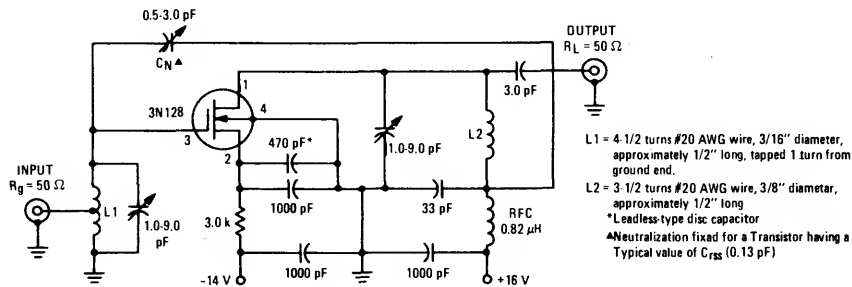 0.5-3.0 pF
CN▲
OUTPUT
RL = 50 Ω
3.0 pF
1
3N128
4
3
2
L2
1.0-9.0 pF
470 pF*
INPUT
Rg = 50 Ω
L1
1.0-9.0
pF
1000 pF
33 pF
3.0 k
RFC
0.82 μH
1000 pF
1000 pF
-14 V
+16 V
L1 = 4-1/2 turns #20 AWG wire, 3/16" diameter,
approximately 1/2" long, tapped 1 turn from
ground end.
L2 = 3-1/2 turns #20 AWG wire, 3/8" diametar,
approximately 1/2" long
*Leadless-type disc capacitor
▲Neutralization fixad for a Transistor having a
Typical value of Crss (0.13 pF)